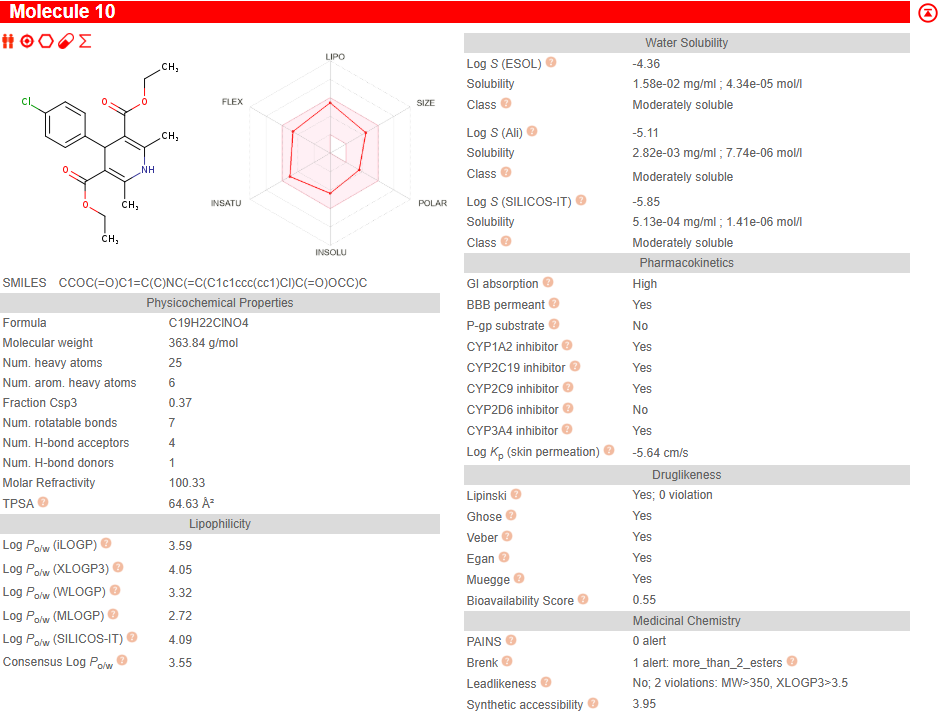 Molecule 10
CH₃
Cl
O
O
CH₃
O
NH
O
CH₃
CH₃
LIPO
FLEX
SIZE
INSATU
POLAR
INSOLU
SMILES CCOC(=O)C1=C(C)NC(=C(C1c1ccc(cc1)Cl)C(=O)OCC)C
Physicochemical Properties
Formula C19H22ClNO4
Molecular weight 363.84 g/mol
Num. heavy atoms 25
Num. arom. heavy atoms 6
Fraction Csp3 0.37
Num. rotatable bonds 7
Num. H-bond acceptors 4
Num. H-bond donors 1
Molar Refractivity 100.33
TPSA ? 64.63 Å²
Lipophilicity
Log Po/w (iLOGP) ? 3.59
Log Po/w (XLOGP3) ? 4.05
Log Po/w (WLOGP) ? 3.32
Log Po/w (MLOGP) ? 2.72
Log Po/w (SILICOS-IT) ? 4.09
Consensus Log Po/w ? 3.55
Water Solubility
Log S (ESOL) ? -4.36
Solubility 1.58e-02 mg/ml ; 4.34e-05 mol/l
Class ? Moderately soluble
Log S (Ali) ? -5.11
Solubility 2.82e-03 mg/ml ; 7.74e-06 mol/l
Class ? Moderately soluble
Log S (SILICOS-IT) ? -5.85
Solubility 5.13e-04 mg/ml ; 1.41e-06 mol/l
Class ? Moderately soluble
Pharmacokinetics
GI absorption ? High
BBB permeant ? Yes
P-gp substrate ? No
CYP1A2 inhibitor ? Yes
CYP2C19 inhibitor ? Yes
CYP2C9 inhibitor ? Yes
CYP2D6 inhibitor ? No
CYP3A4 inhibitor ? Yes
Log Kp (skin permeation) ? -5.64 cm/s
Druglikeness
Lipinski ? Yes; 0 violation
Ghose ? Yes
Veber ? Yes
Egan ? Yes
Muegge ? Yes
Bioavailability Score ? 0.55
Medicinal Chemistry
PAINS ? 0 alert
Brenk ? 1 alert: more_than_2_esters ?
Leadlikeness ? No; 2 violations: MW>350, XLOGP3>3.5
Synthetic accessibility ? 3.95